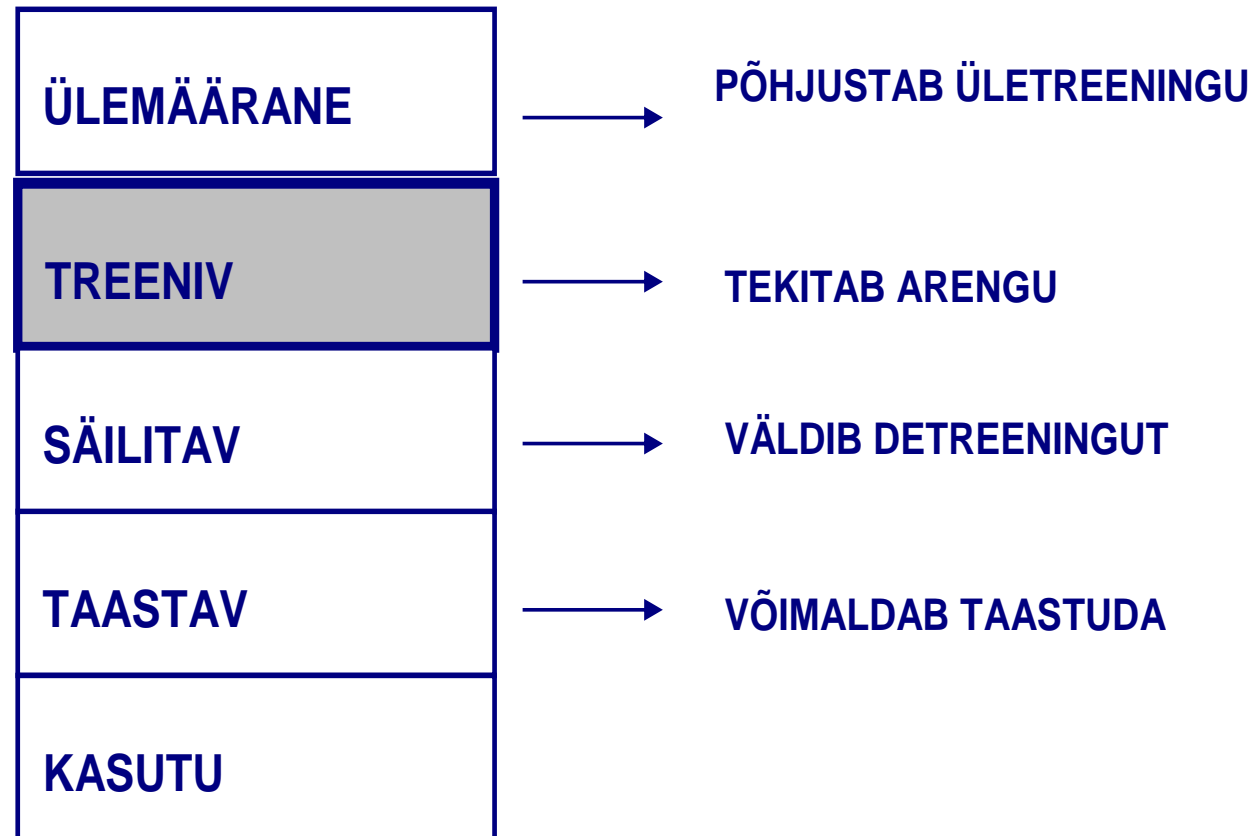 ÜLEMÄÄRANE
PÕHJUSTAB ÜLETREENINGU
TREENIV
TEKITAB ARENGU
SÄILITAV
VÄLDIB DETREENINGUT
TAASTAV
VÕIMALDAB TAASTUDA
KASUTU